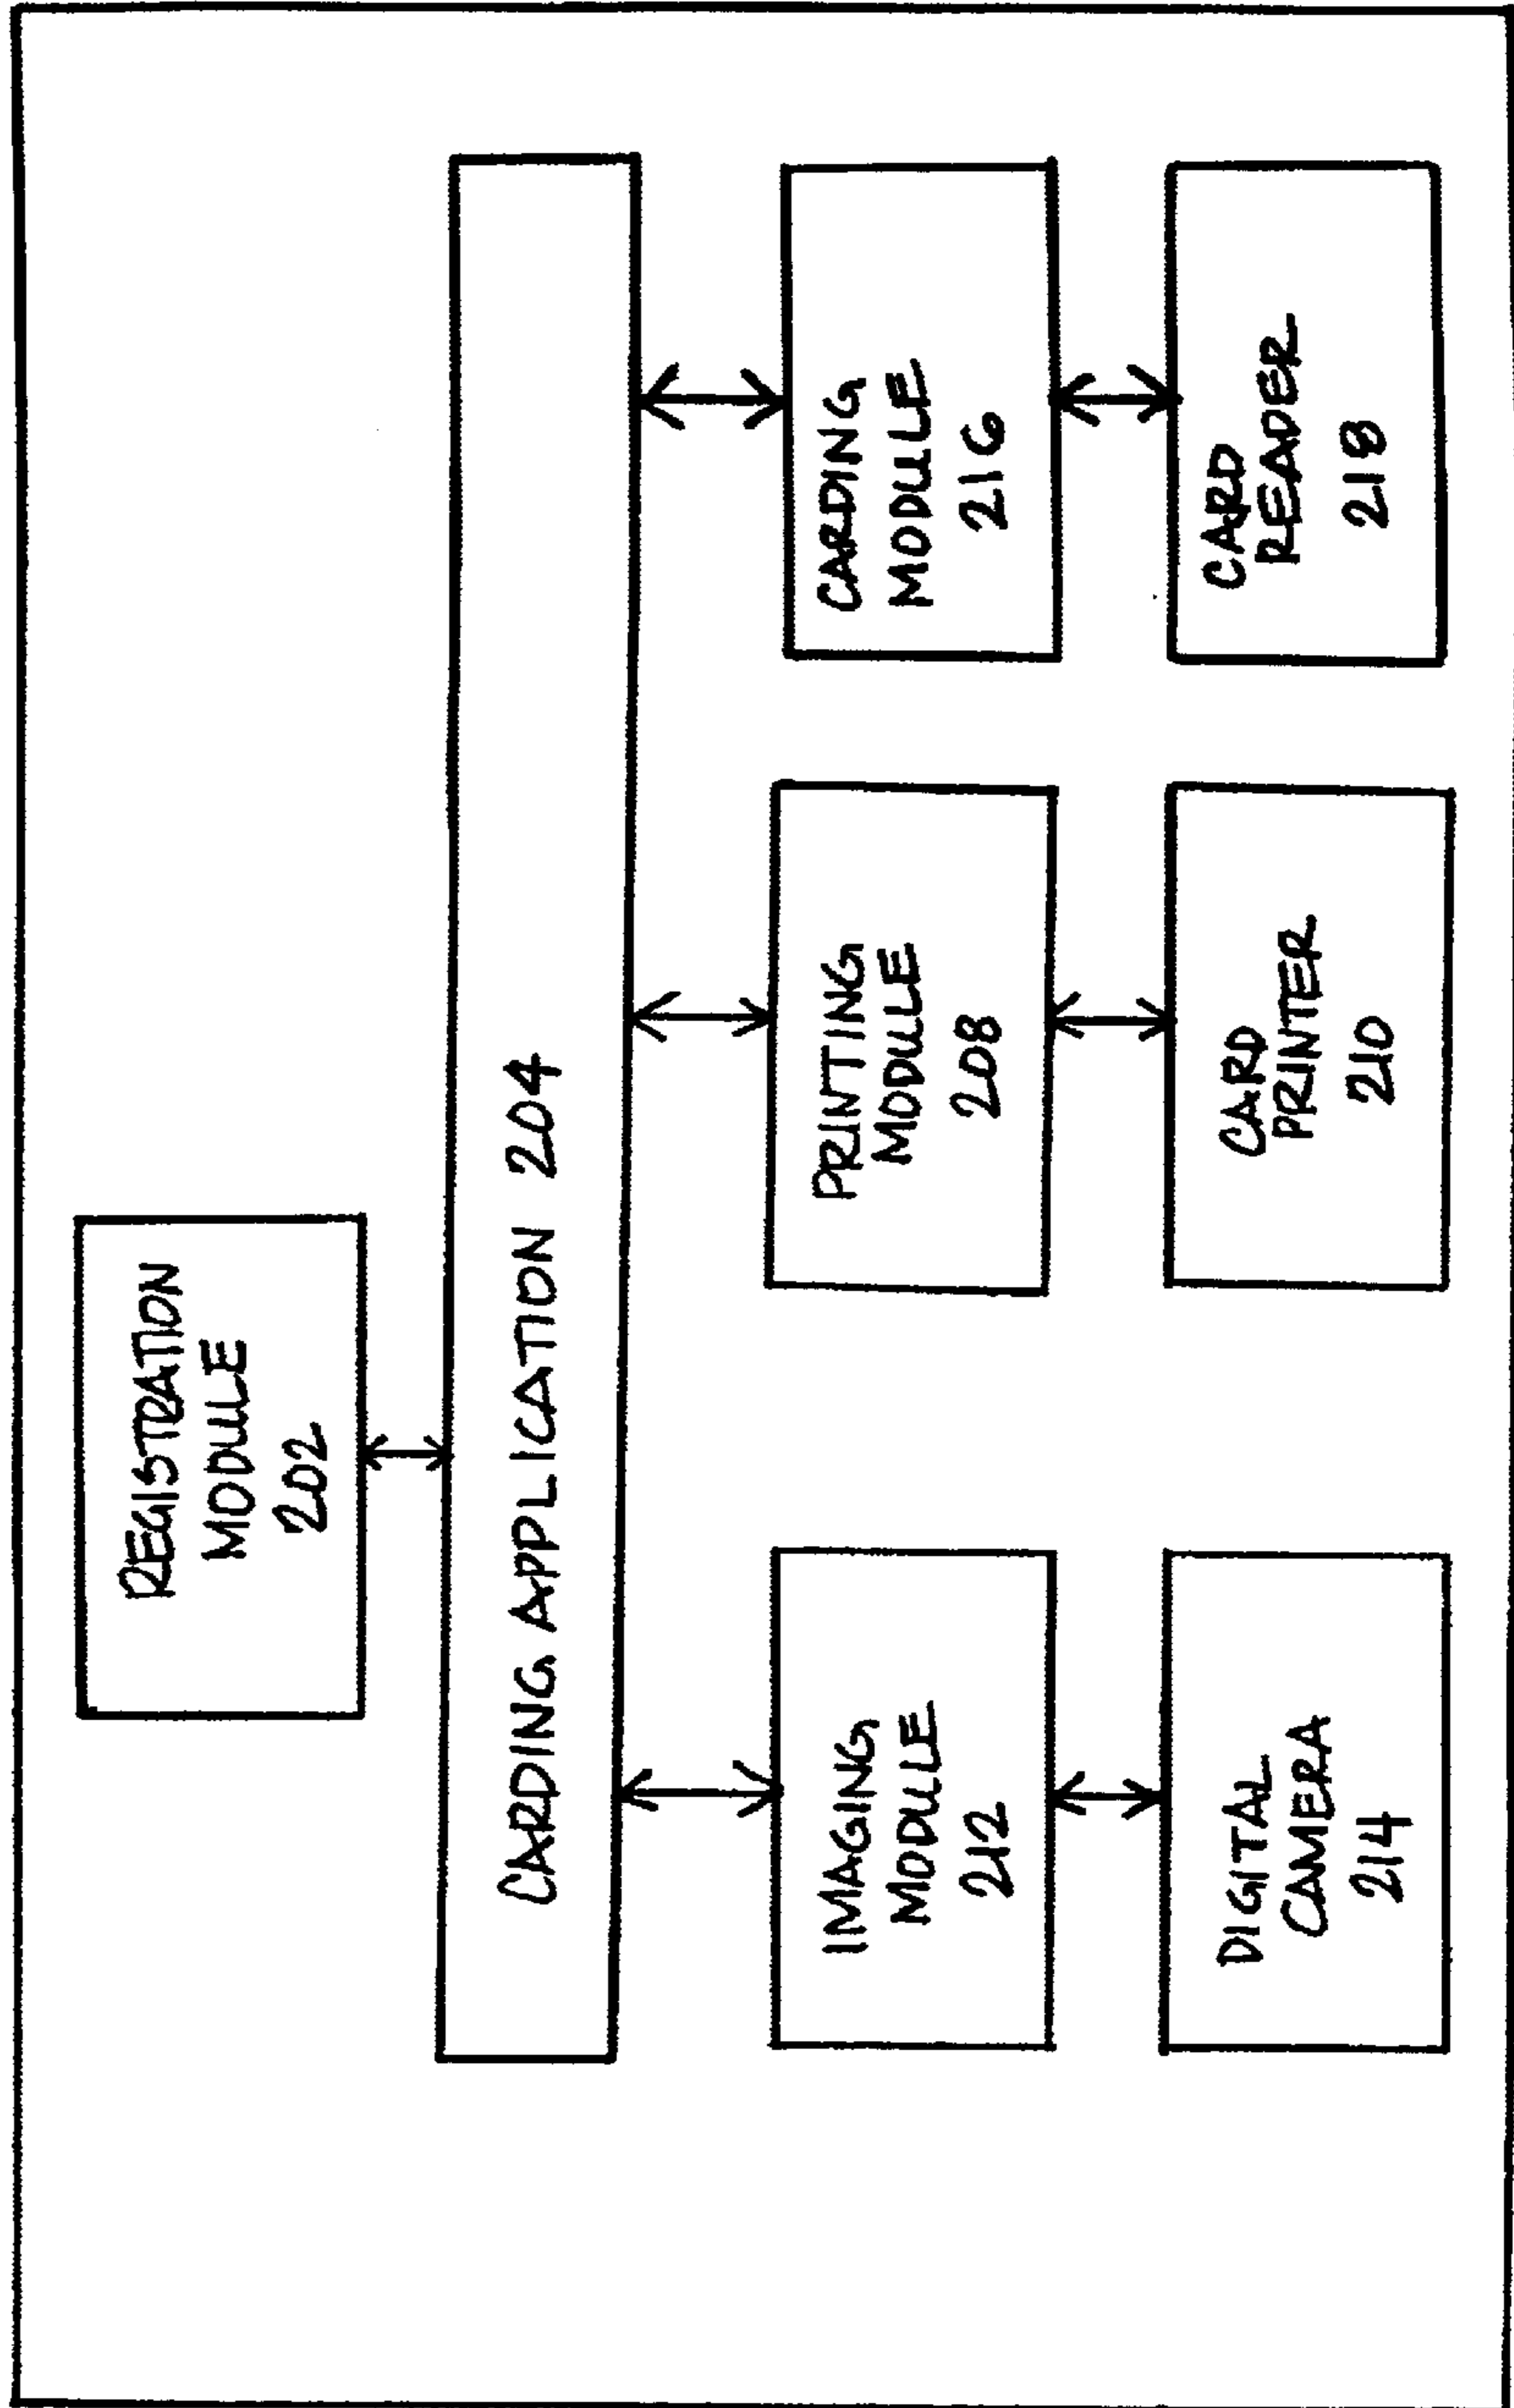 REGISTRATION
MODULE
202
CARDING APPLICATION 204
IMAGING
MODULE
212
PRINTING
MODULE
208
CARDING
MODULE
216
DIGITAL
CAMERA
214
CARD
PRINTER
210
CARD
READER
218